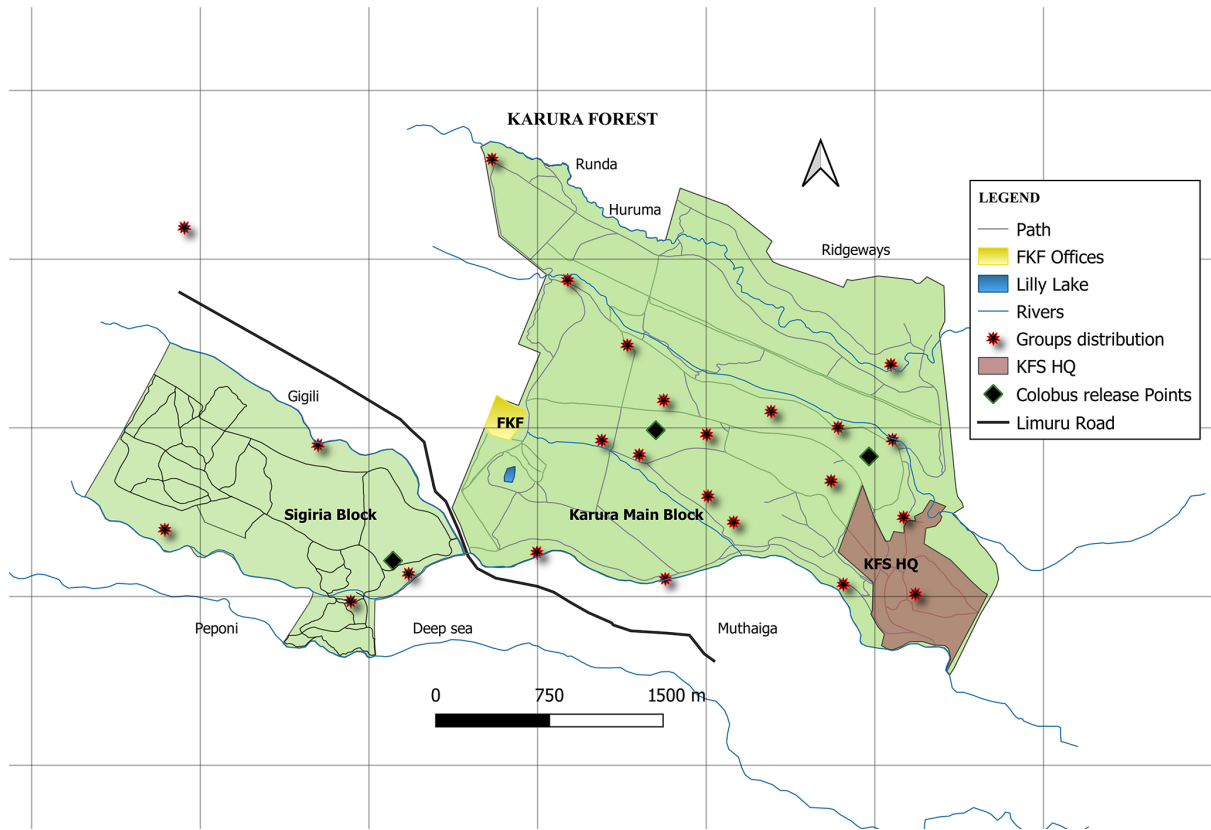 KARURA FOREST
Runda
Huruma
Ridgeways
LEGEND
Path
FKF Offices
Lilly Lake
Rivers
Groups distribution
KFS HQ
Colobus release Points
Limuru Road
Gigili
FKF
Sigiria Block
Karura Main Block
KFS HQ
Peponi
Deep sea
Muthaiga
0 750 1500 m